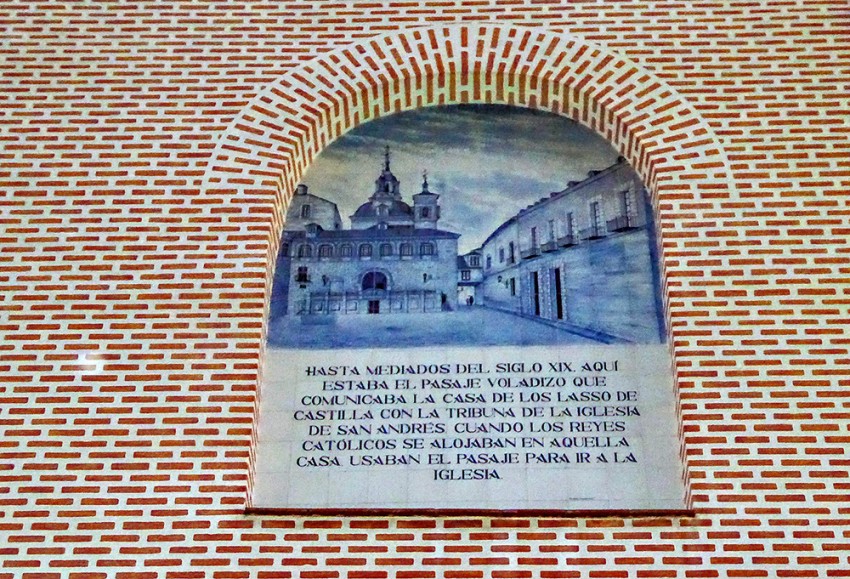 HASTA MEDIADOS DEL SIGLO XIX. AQUÍ
ESTABA EL PASAJE VOLADIZO QUE
COMUNICABA LA CASA DE LOS LASSO DE
CASTILLA CON LA TRIBUNA DE LA IGLESIA
DE SAN ANDRÉS. CUANDO LOS REYES
CATÓLICOS SE ALOJABAN EN AQUELLA
CASA. USABAN EL PASAJE PARA IR A LA
IGLESIA.